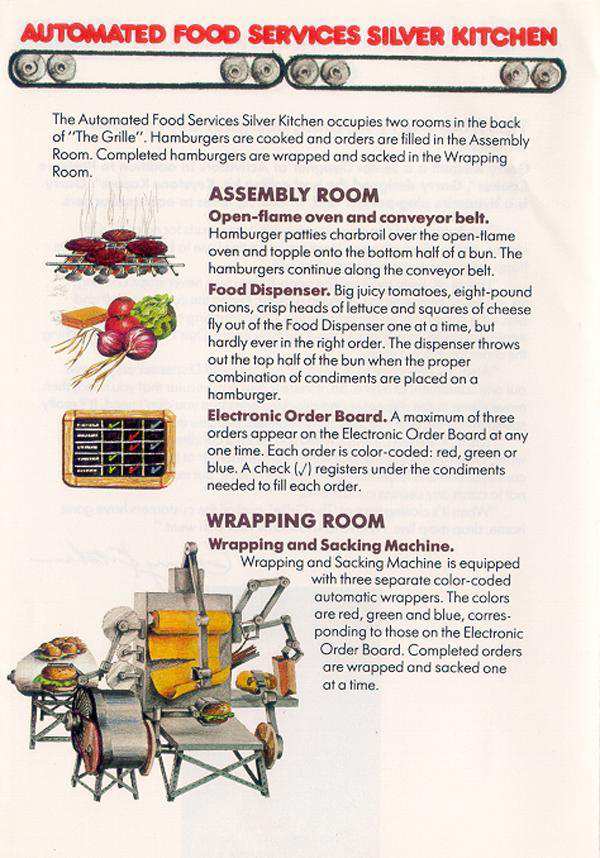 AUTOMATED FOOD SERVICES SILVER KITCHEN
The Automated Food Services Silver Kitchen occupies two rooms in the back
of "The Grille". Hamburgers are cooked and orders are filled in the Assembly
Room. Completed hamburgers are wrapped and sacked in the Wrapping
Room.
ASSEMBLY ROOM
Open-flame oven and conveyor belt.
Hamburger patties charbroil over the open-flame
oven and topple onto the bottom half of a bun. The
hamburgers continue along the conveyor belt.
Food Dispenser. Big juicy tomatoes, eight-pound
onions, crisp heads of lettuce and squares of cheese
fly out of the Food Dispenser one at a time, but
hardly ever in the right order. The dispenser throws
out the top half of the bun when the proper
combination of condiments are placed on a
hamburger.
Electronic Order Board. A maximum of three
orders appear on the Electronic Order Board at any
one time. Each order is color-coded: red, green or
blue. A check (√) registers under the condiments
needed to fill each order.
WRAPPING ROOM
Wrapping and Sacking Machine.
Wrapping and Sacking Machine is equipped
with three separate color-coded
automatic wrappers. The colors
are red, green and blue, corres-
ponding to those on the Electronic
Order Board. Completed orders
are wrapped and sacked one
at a time.